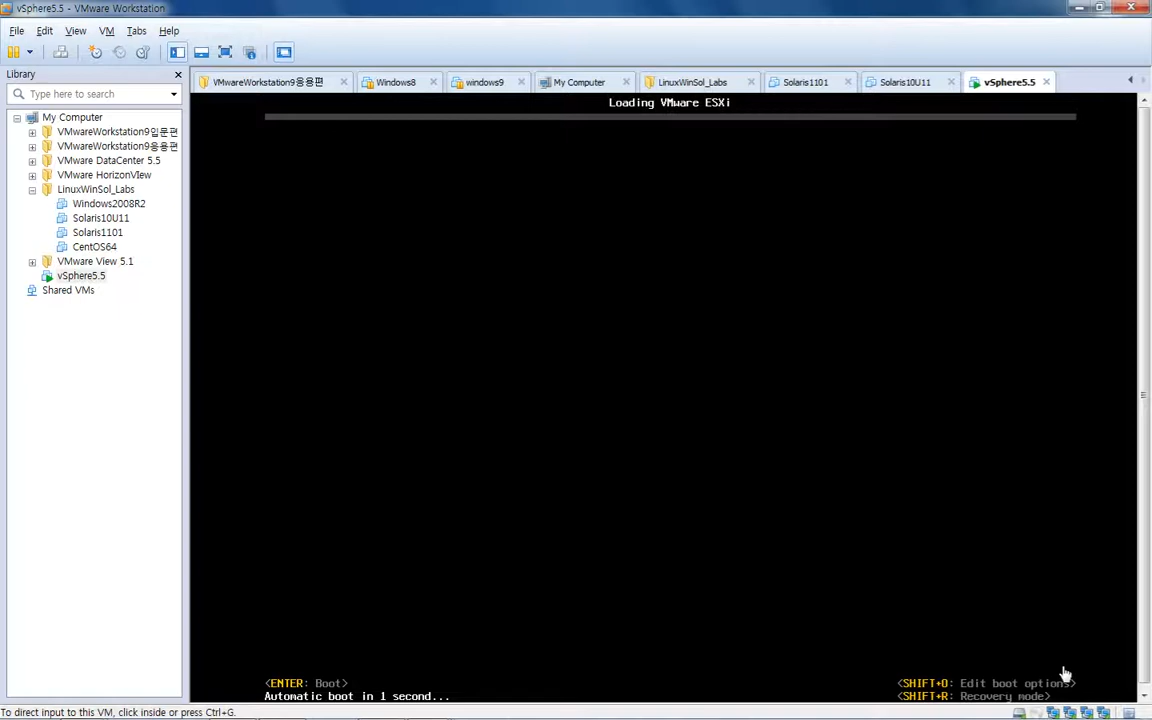 vSphere5.5 - VMware Workstation
File Edit View VM Tabs Help
Library
Type here to search
My Computer
VMwareWorkstation9입문편
VMwareWorkstation9응용편
VMware DataCenter 5.5
VMware HorizonView
LinuxWinSol_Labs
Windows2008R2
Solaris10U11
Solaris1101
CentOS64
VMware View 5.1
vSphere5.5
Shared VMs
VMwareWorkstation9응용편 Windows8 windows9 My Computer LinuxWinSol_Labs Solaris1101 Solaris10U11 vSphere5.5
Loading VMware ESXi
<ENTER: Boot>
Automatic boot in 1 second...
<SHIFT+O: Edit boot options>
<SHIFT+R: Recovery mode>
To direct input to this VM, click inside or press Ctrl+G.